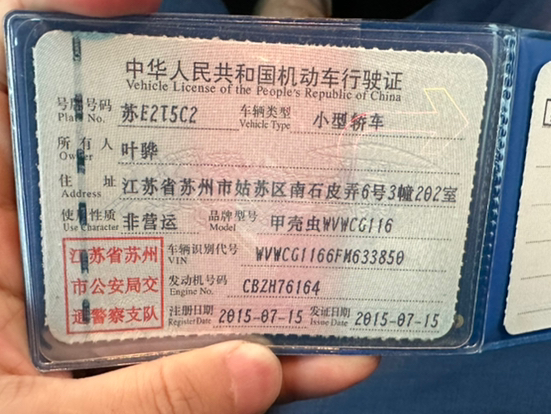 中华人民共和国机动车行驶证
Vehicle License of the People's Republic of China
号牌号码 苏E2T5C2 车辆类型 小型轿车
Plate No. Vehicle Type
所有人 叶骅
Owner
住址 江苏省苏州市姑苏区南石皮弄6号3幢202室
Address
使用性质 非营运 品牌型号 甲壳虫WVWCG116
Use Character Model
江苏省苏州
市公安局交
通警察支队
车辆识别代号 WVWCG1166FM633850
VIN
发动机号码 CBZH76164
Engine No.
注册日期 2015-07-15 发证日期 2015-07-15
Register Date Issue Date